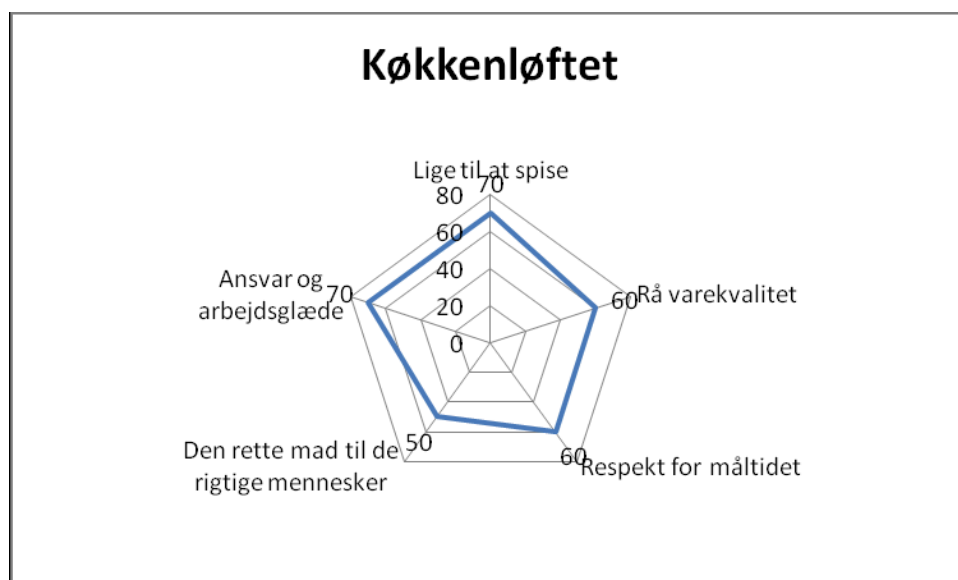 Køkkenløftet
Lige til at spise
70
80
60
40
20
0
Rå varekvalitet
60
Respekt for måltidet
60
Den rette mad til de
rigtige mennesker
50
Ansvar og
arbejdsglæde
70